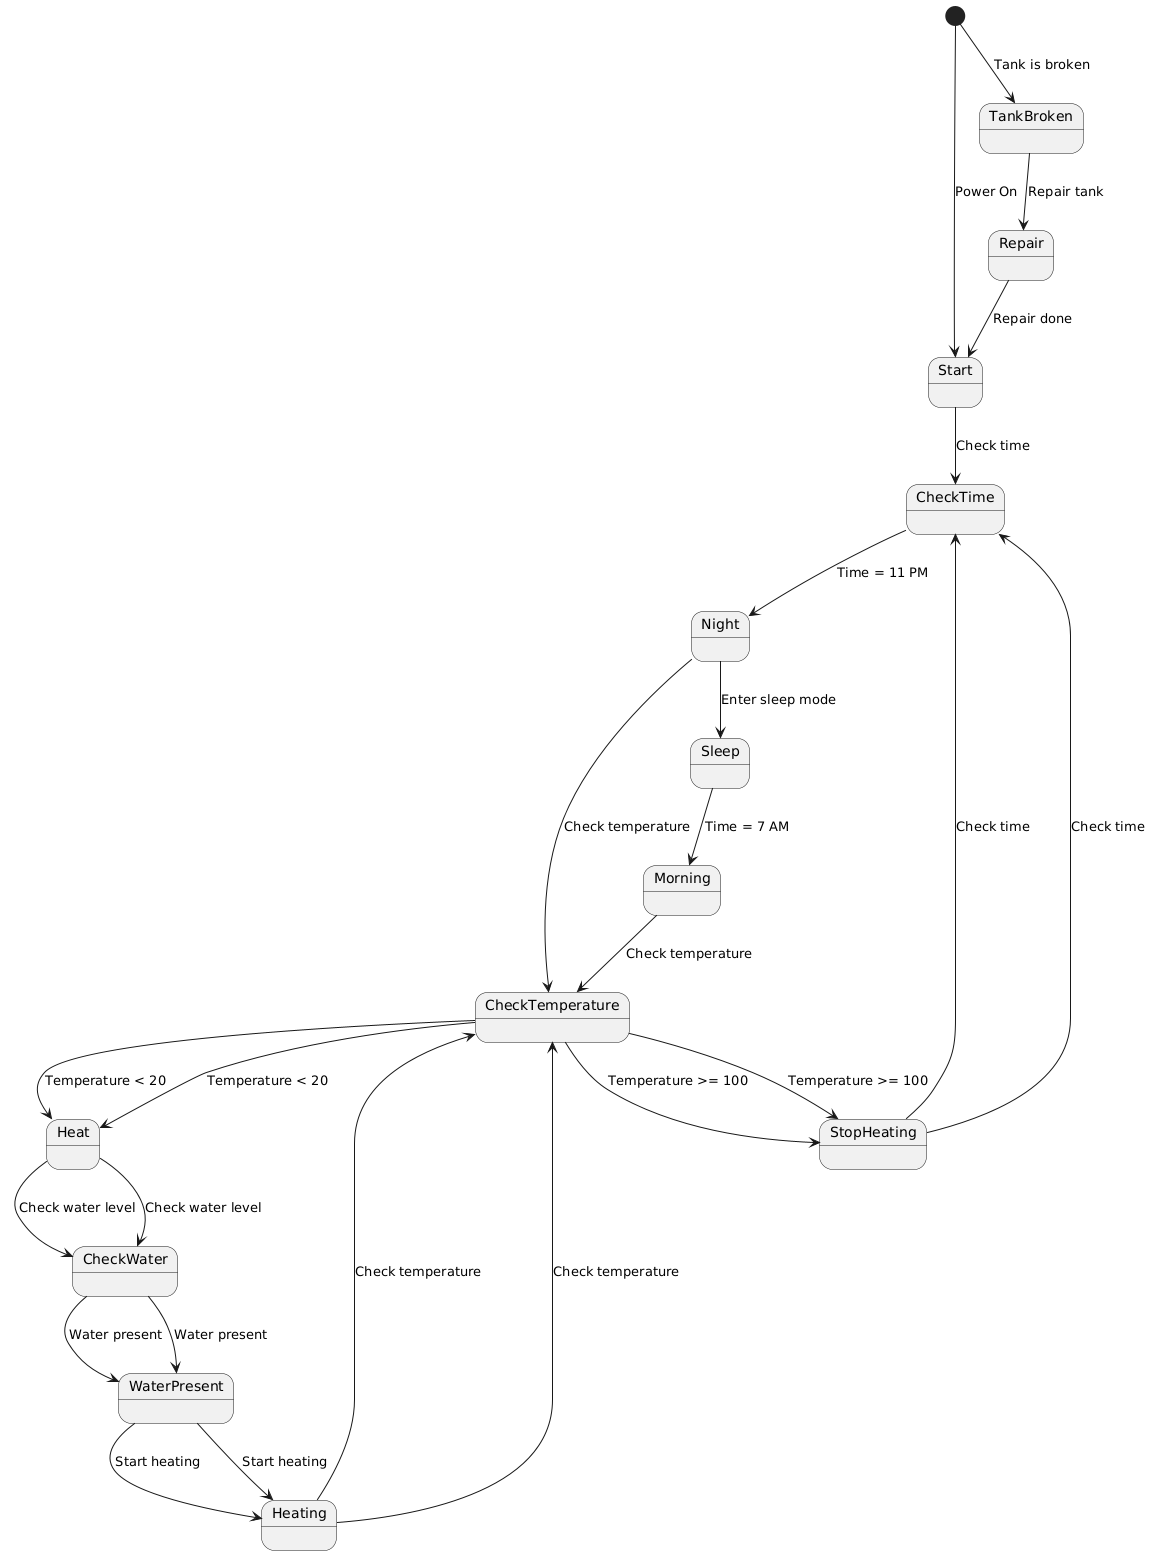 Tank is broken
TankBroken
Power On
Repair tank
Repair
Repair done
Start
Check time
CheckTime
Time = 11 PM
Night
Enter sleep mode
Sleep
Check temperature
Time = 7 AM
Check time
Check time
Morning
Check temperature
CheckTemperature
Temperature < 20
Temperature < 20
Temperature >= 100
Temperature >= 100
Heat
StopHeating
Check water level
Check water level
CheckWater
Check temperature
Check temperature
Water present
Water present
WaterPresent
Start heating
Start heating
Heating